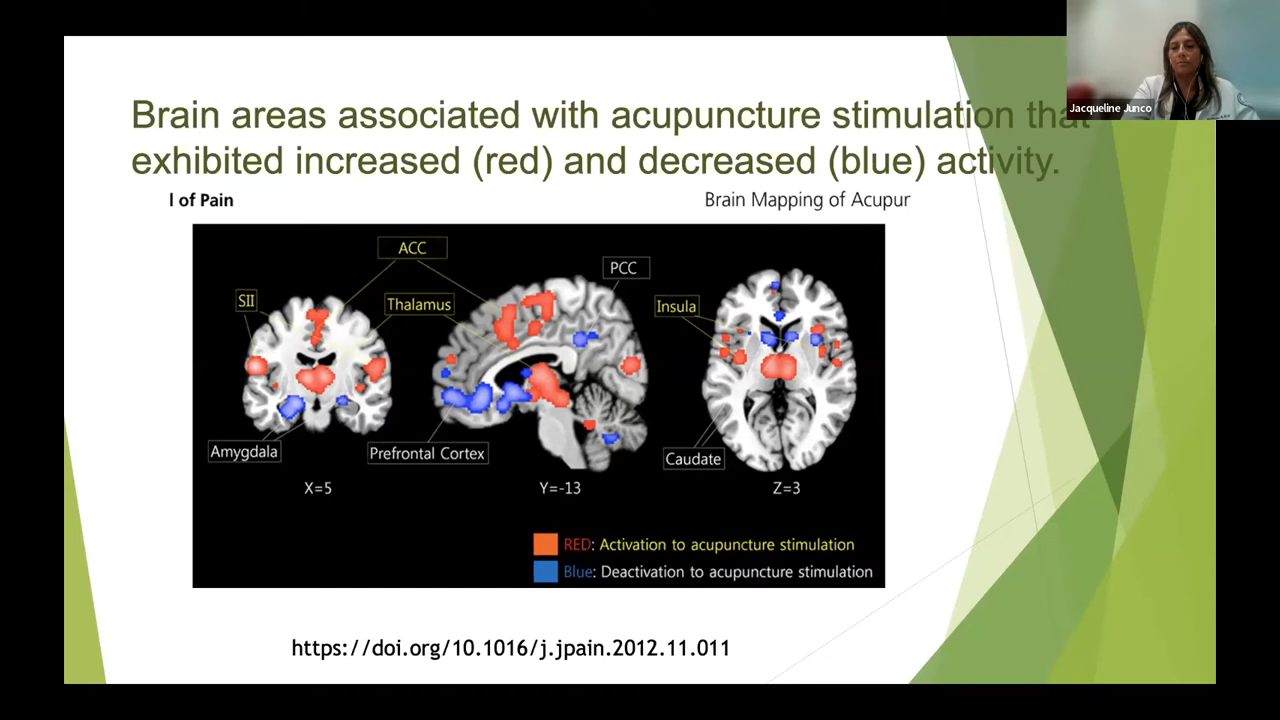 Jacqueline Junco
Brain areas associated with acupuncture stimulation that
exhibited increased (red) and decreased (blue) activity.
l of Pain
Brain Mapping of Acupur
ACC
PCC
SII
Thalamus
Insula
Amygdala
Prefrontal Cortex
Caudate
X=5
Y=-13
Z=3
RED: Activation to acupuncture stimulation
Blue: Deactivation to acupuncture stimulation
https://doi.org/10.1016/j.jpain.2012.11.011